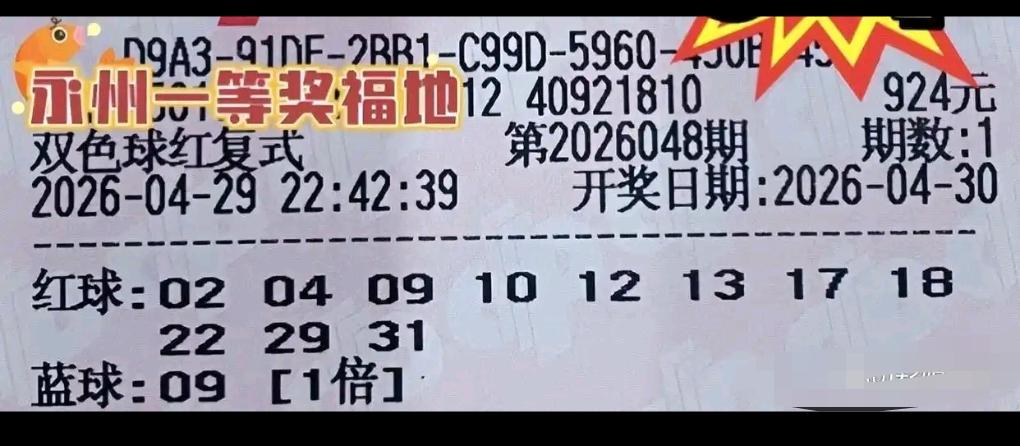 D9A3-91DE-2BB1-C99D-5960-
永州一等奖福地
12 40921810 924元
双色球红复式 第2026048期 期数:1
2026-04-29 22:42:39 开奖日期:2026-04-30
红球:02 04 09 10 12 13 17 18
22 29 31
蓝球:09 [1倍]